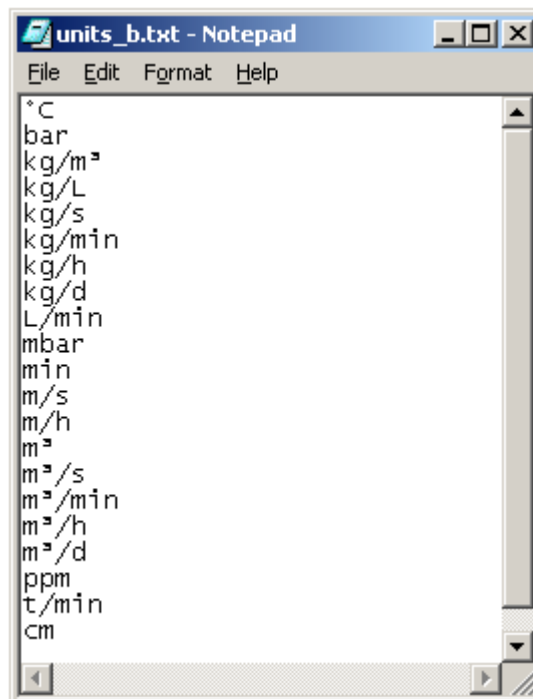 units_b.txt - Notepad
File Edit Format Help
°C
bar
kg/m³
kg/L
kg/s
kg/min
kg/h
kg/d
L/min
mbar
min
m/s
m/h
m³
m³/s
m³/min
m³/h
m³/d
ppm
t/min
cm